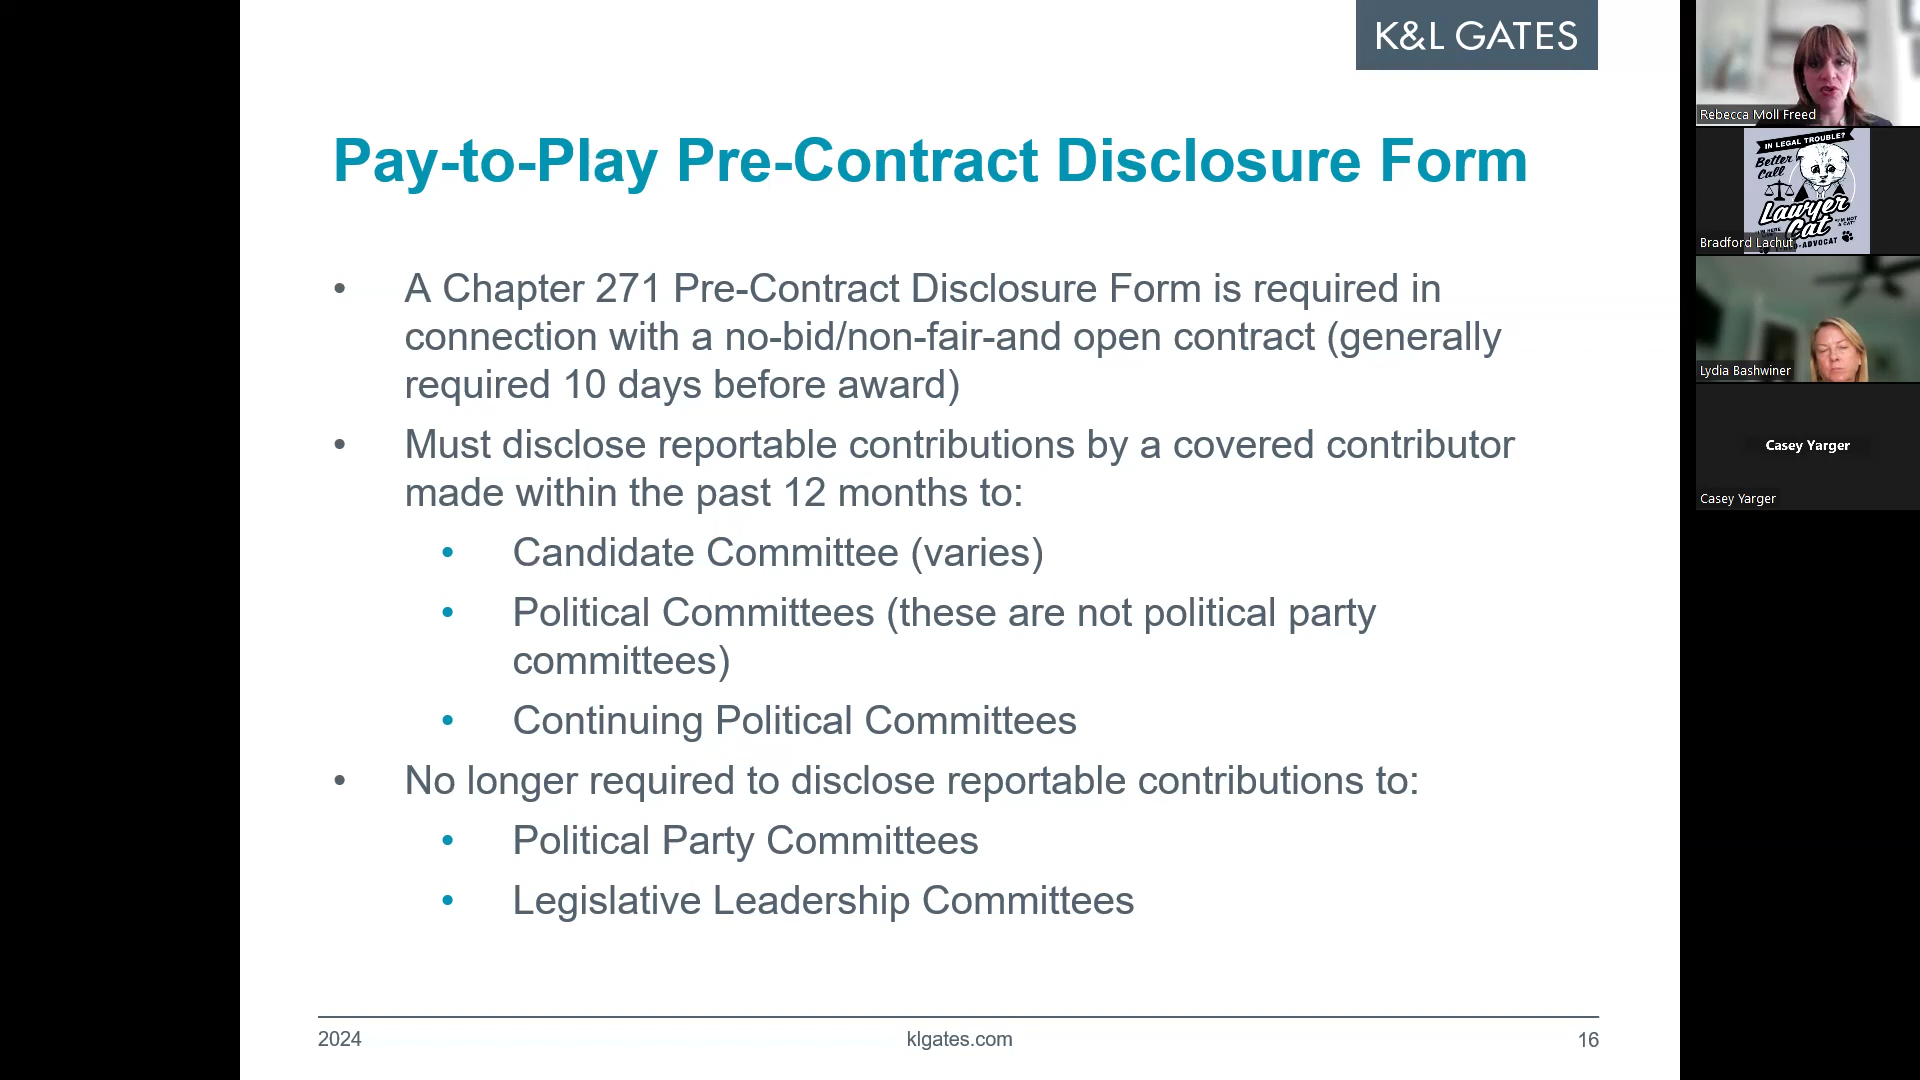 K&L GATES
Pay-to-Play Pre-Contract Disclosure Form
• A Chapter 271 Pre-Contract Disclosure Form is required in
connection with a no-bid/non-fair-and open contract (generally
required 10 days before award)
• Must disclose reportable contributions by a covered contributor
made within the past 12 months to:
• Candidate Committee (varies)
• Political Committees (these are not political party
committees)
• Continuing Political Committees
• No longer required to disclose reportable contributions to:
• Political Party Committees
• Legislative Leadership Committees
2024
klgates.com
16
Rebecca Moll Freed
IN LEGAL TROUBLE?
Better
Call
Lawyer
Cat
"I'M NOT
A CAT"
-ADVOCAT
Bradford Lachut
Lydia Bashwiner
Casey Yarger
Casey Yarger